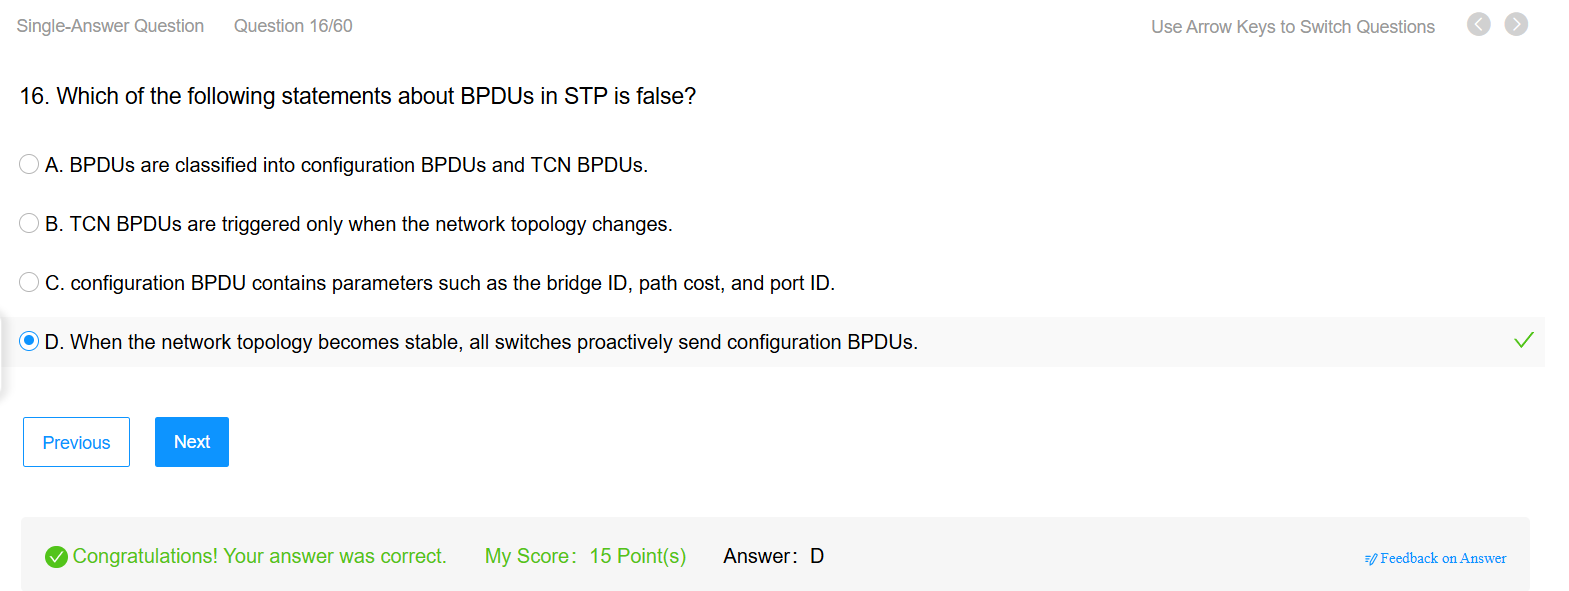 Single-Answer Question Question 16/60 Use Arrow Keys to Switch Questions
16. Which of the following statements about BPDUs in STP is false?
A. BPDUs are classified into configuration BPDUs and TCN BPDUs.
B. TCN BPDUs are triggered only when the network topology changes.
C. configuration BPDU contains parameters such as the bridge ID, path cost, and port ID.
D. When the network topology becomes stable, all switches proactively send configuration BPDUs.
Previous Next
Congratulations! Your answer was correct. My Score: 15 Point(s) Answer: D Feedback on Answer